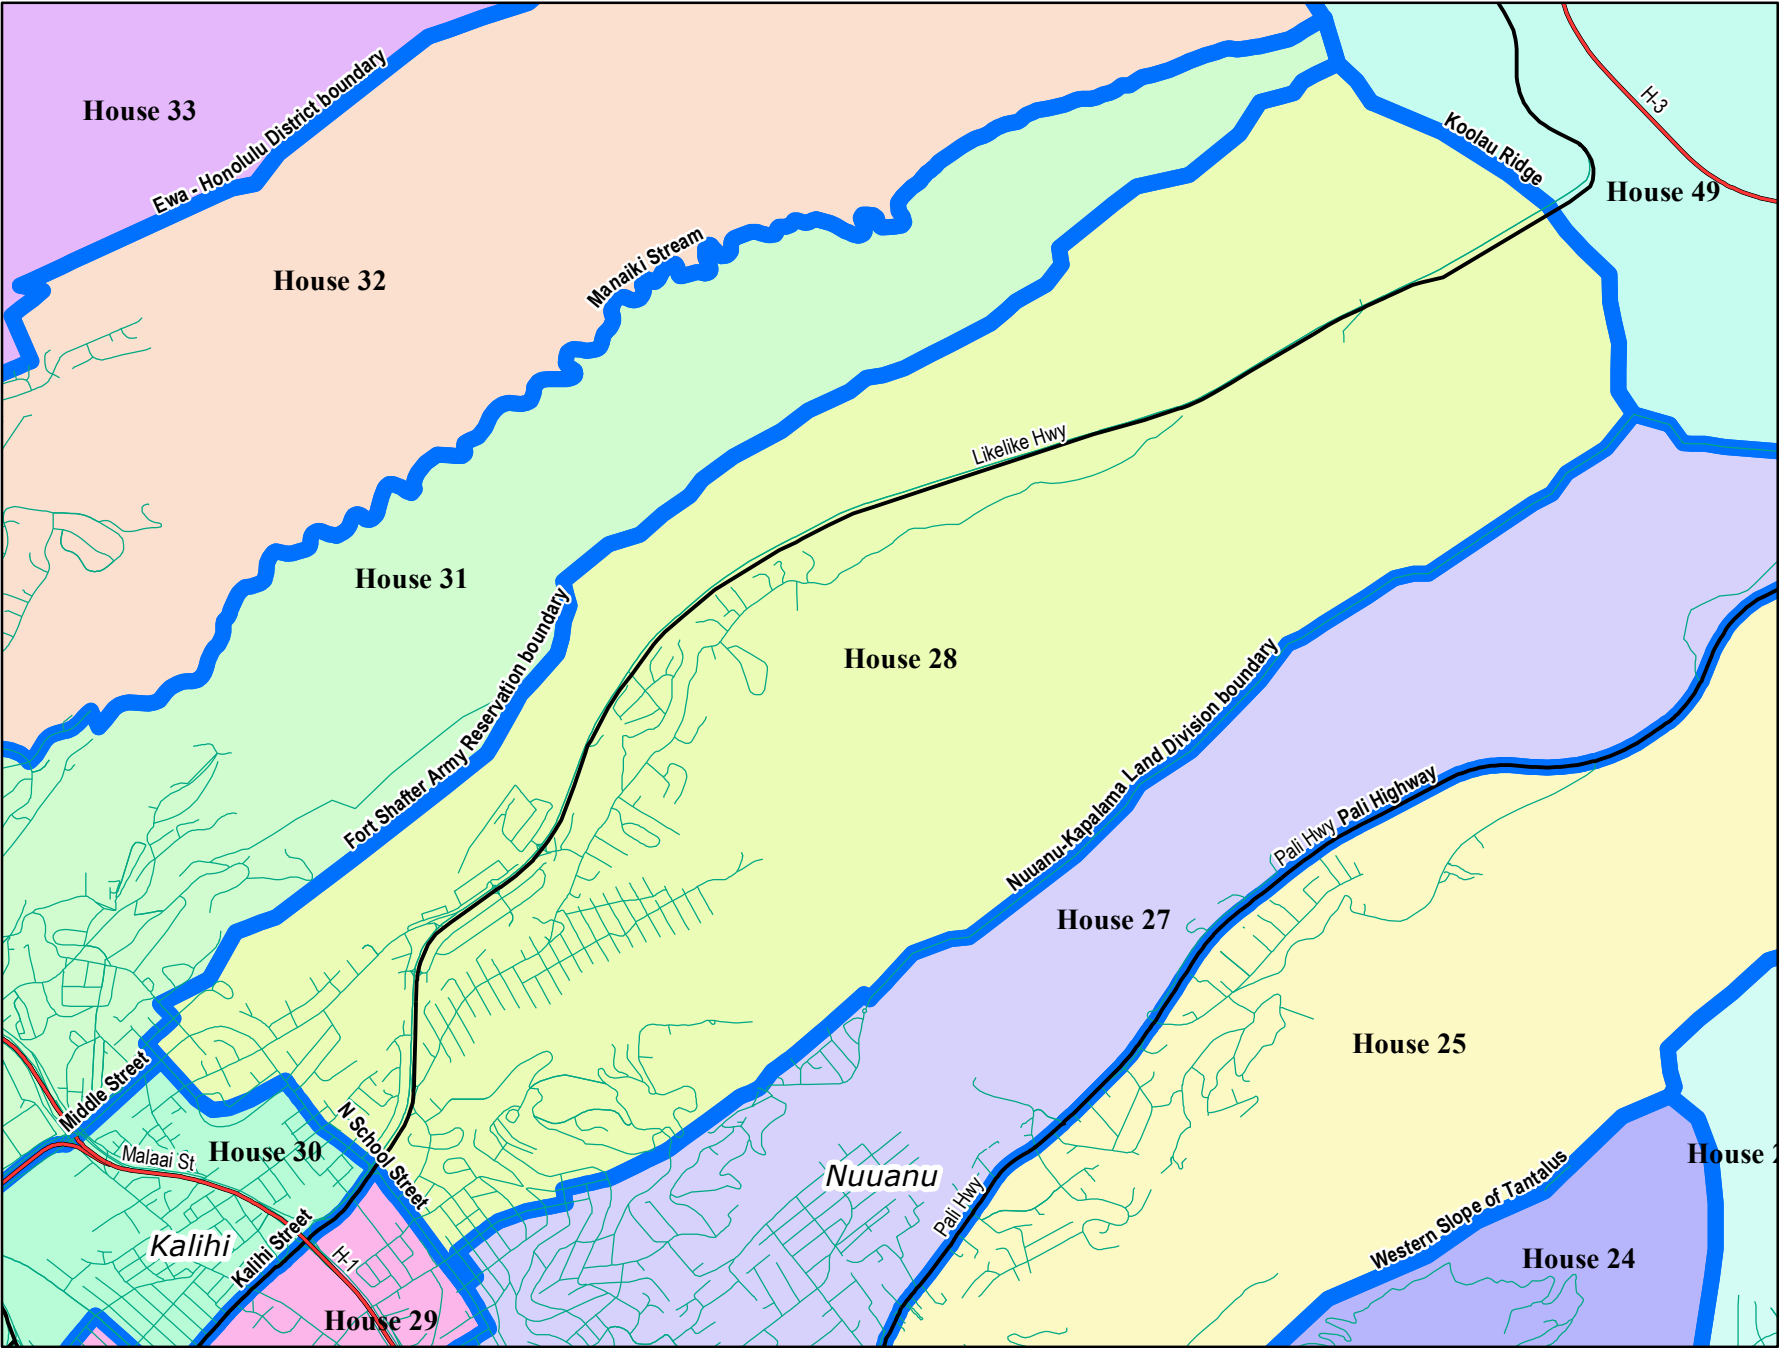 House 33
Ewa - Honolulu District boundary
H-3
Koolau Ridge
House 49
House 32
Manaiki Stream
Likelike Hwy
House 31
Fort Shafter Army Reservation boundary
House 28
Nuuanu-Kapalama Land Division boundary
Pali Hwy
Pali Highway
House 27
House 25
Middle Street
Malaai St
House 30
N School Street
Nuuanu
House
Pali Hwy
Western Slope of Tantalus
Kalihi
Kalihi Street
H-1
House 24
House 29